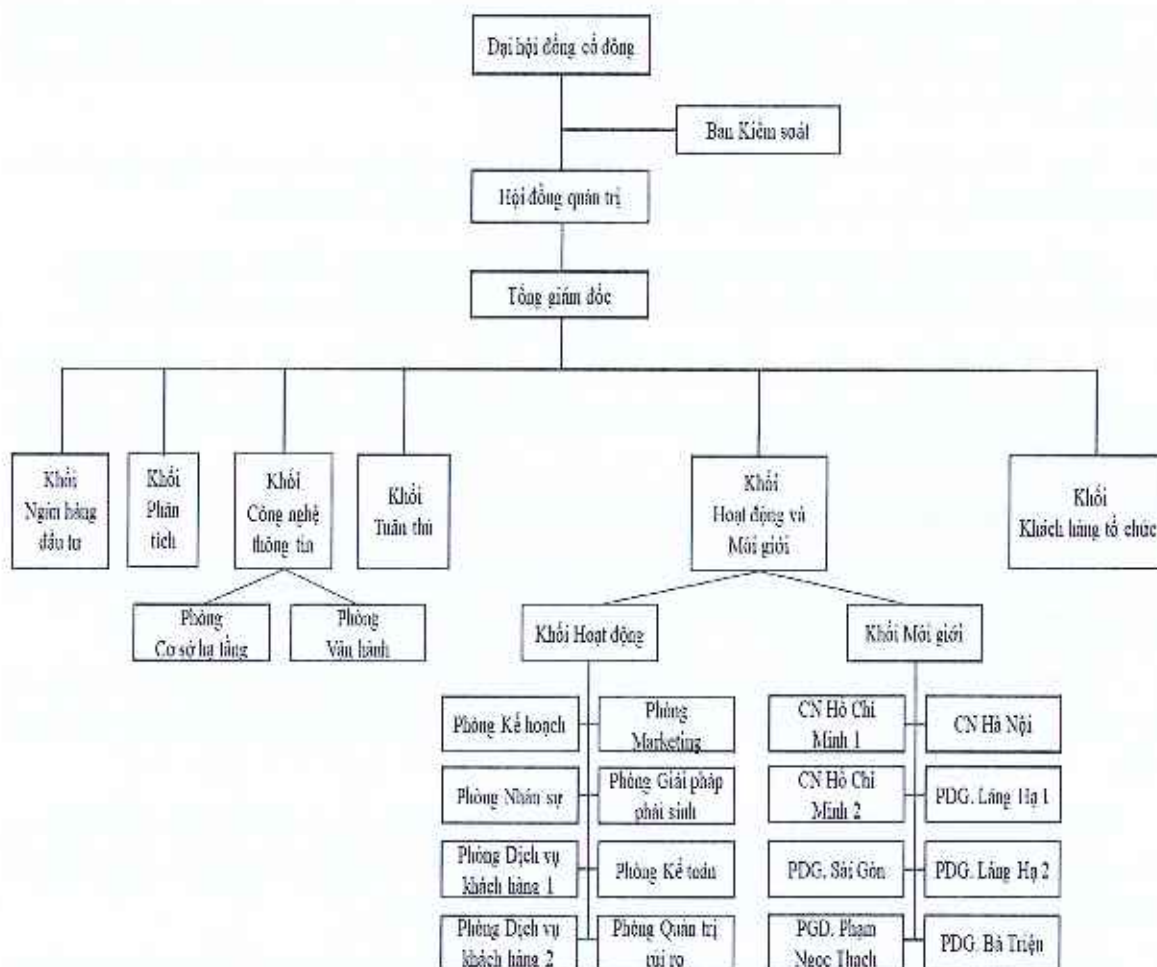 Đại hội đồng cổ đông
Ban Kiểm soát
Hội đồng quản trị
Tổng giám đốc
Khối
Ngân hàng
đầu tư
Khối
Phân
tích
Khối
Công nghệ
thông tin
Khối
Tuân thủ
Khối
Hoạt động và
Môi giới
Khối
Khách hàng tổ chức
Phòng
Cơ sở hạ tầng
Phòng
Vận hành
Khối Hoạt động
Khối Môi giới
Phòng Kế hoạch
Phòng
Marketing
CN Hồ Chí
Minh 1
CN Hà Nội
Phòng Nhân sự
Phòng Giải pháp
phái sinh
CN Hồ Chí
Minh 2
PDG. Láng Hạ 1
Phòng Dịch vụ
khách hàng 1
Phòng Kế toán
PDG. Sài Gòn
PDG. Láng Hạ 2
Phòng Dịch vụ
khách hàng 2
Phòng Quản trị
rủi ro
PGD. Phạm
Ngọc Thạch
PDG. Bà Triệu